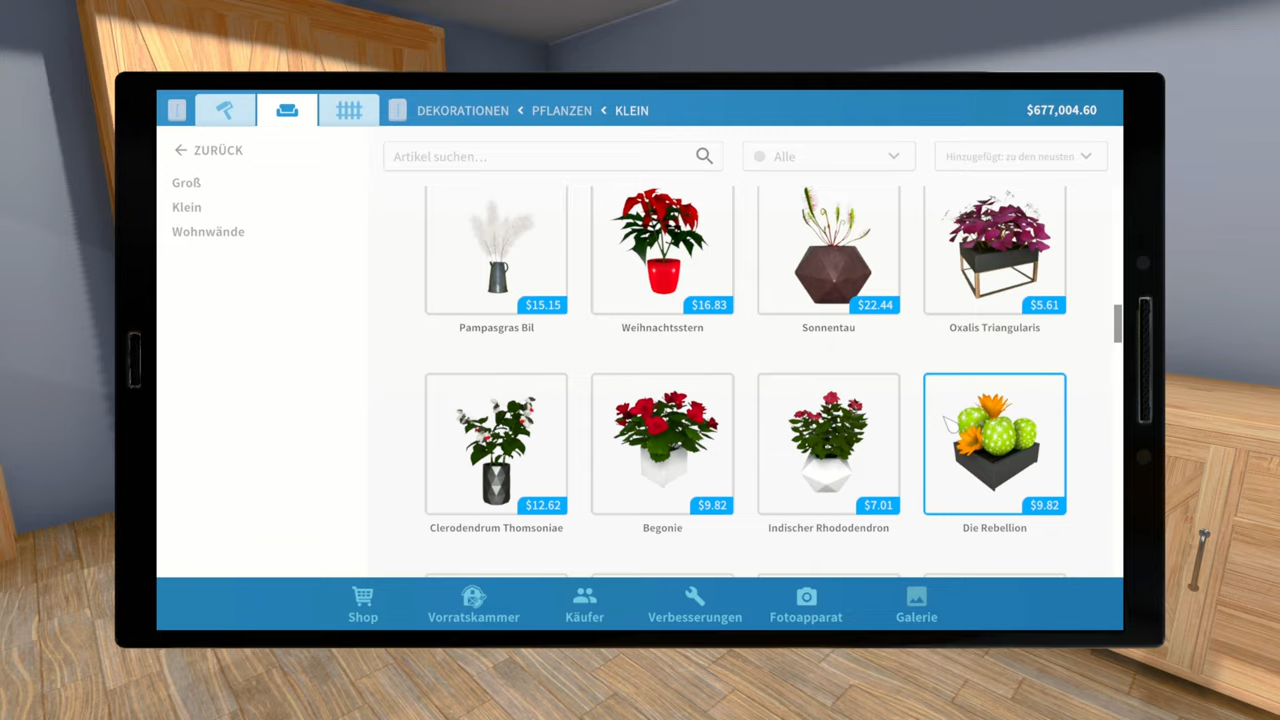 DEKORATIONEN < PFLANZEN < KLEIN
$677,004.60
ZURÜCK
Artikel suchen...
Alle
Hinzugefügt: zu den neusten
Groß
Klein
Wohnwände
$15.15
$16.83
$22.44
$5.61
Pampasgras Bil
Weihnachtsstern
Sonnentau
Oxalis Triangularis
$12.62
$9.82
$7.01
$9.82
Clerodendrum Thomsoniae
Begonie
Indischer Rhododendron
Die Rebellion
Shop
Vorratskammer
Käufer
Verbesserungen
Fotoapparat
Galerie